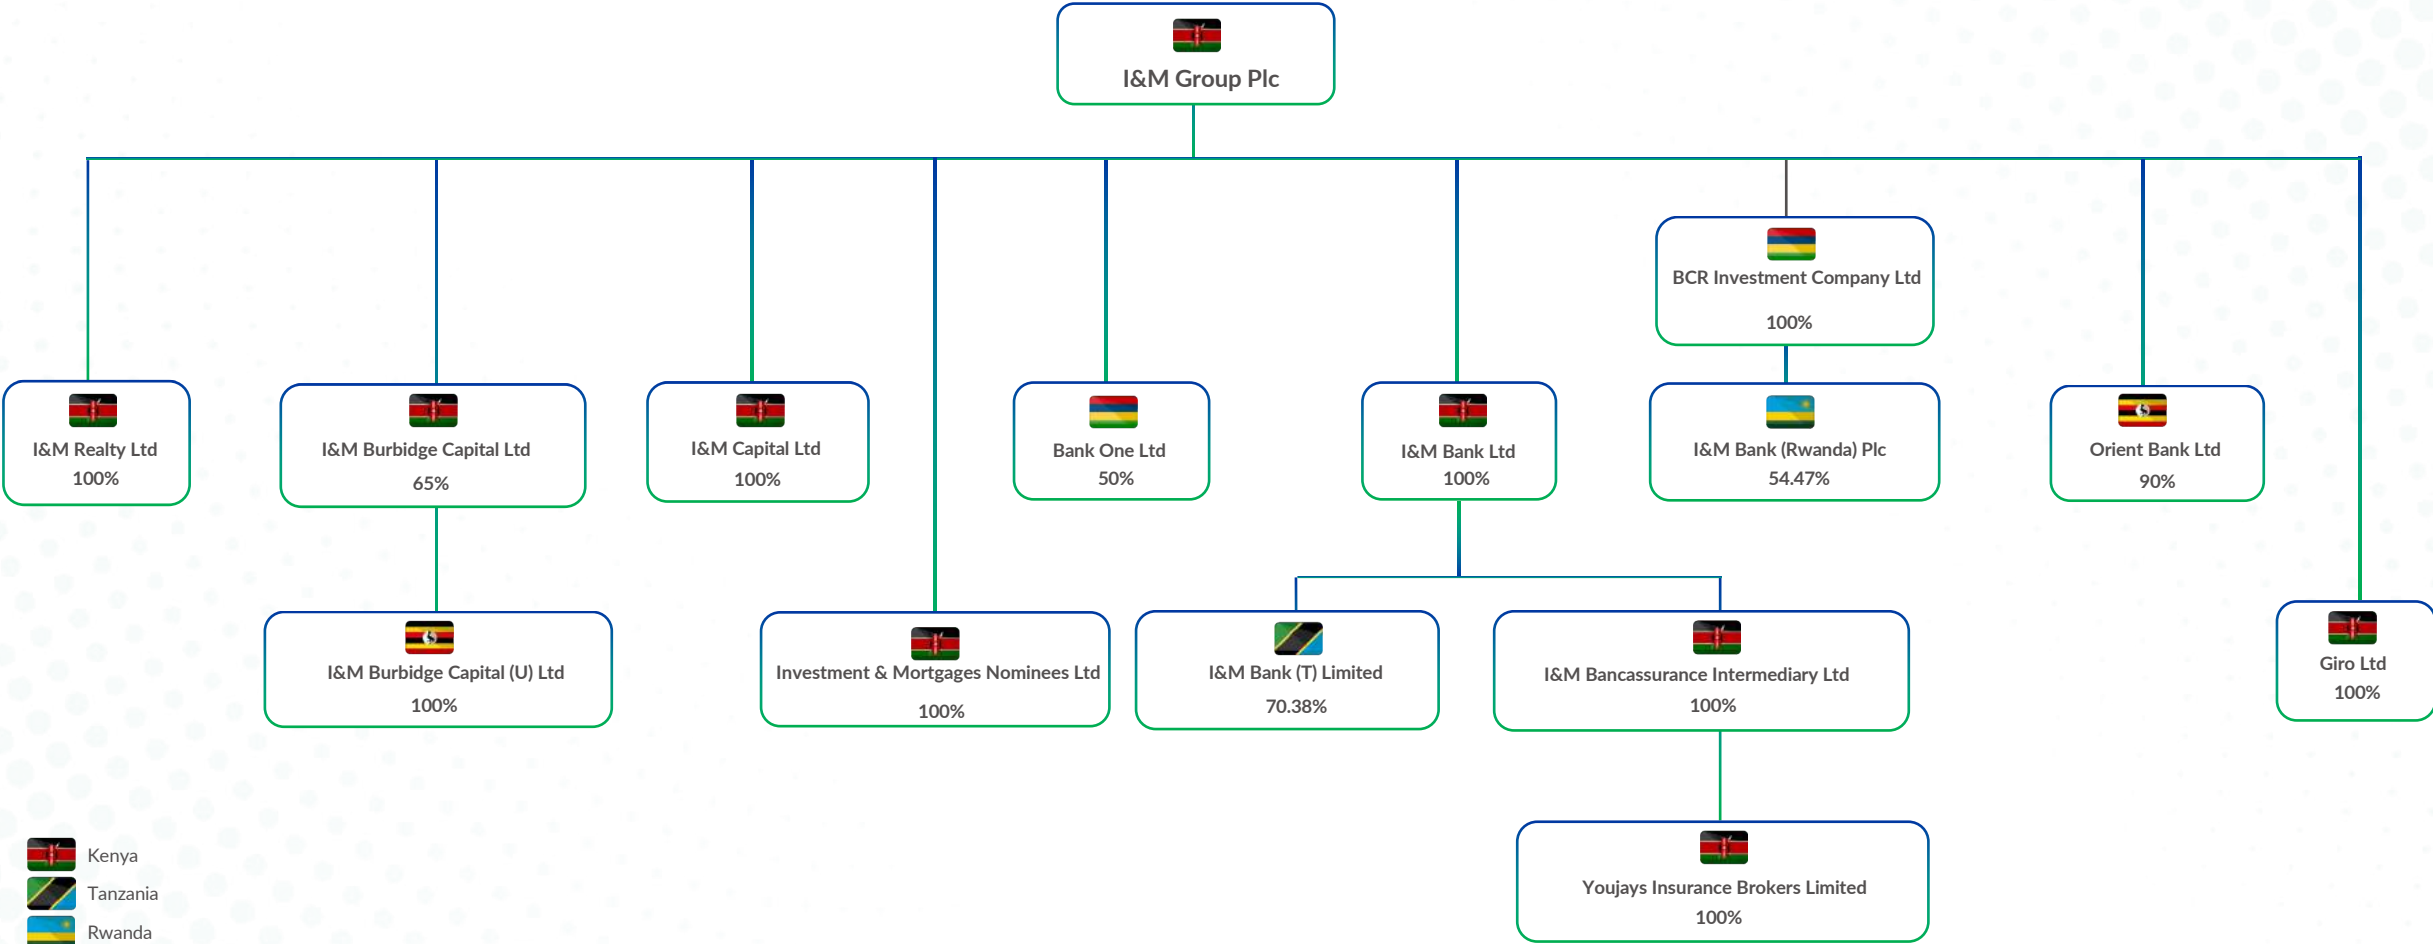 I&M Group Plc
BCR Investment Company Ltd
100%
I&M Realty Ltd
100%
I&M Burbidge Capital Ltd
65%
I&M Capital Ltd
100%
Bank One Ltd
50%
I&M Bank Ltd
100%
I&M Bank (Rwanda) Plc
54.47%
Orient Bank Ltd
90%
I&M Burbidge Capital (U) Ltd
100%
Investment & Mortgages Nominees Ltd
100%
I&M Bank (T) Limited
70.38%
I&M Bancassurance Intermediary Ltd
100%
Giro Ltd
100%
Youjays Insurance Brokers Limited
100%
Kenya
Tanzania
Rwanda